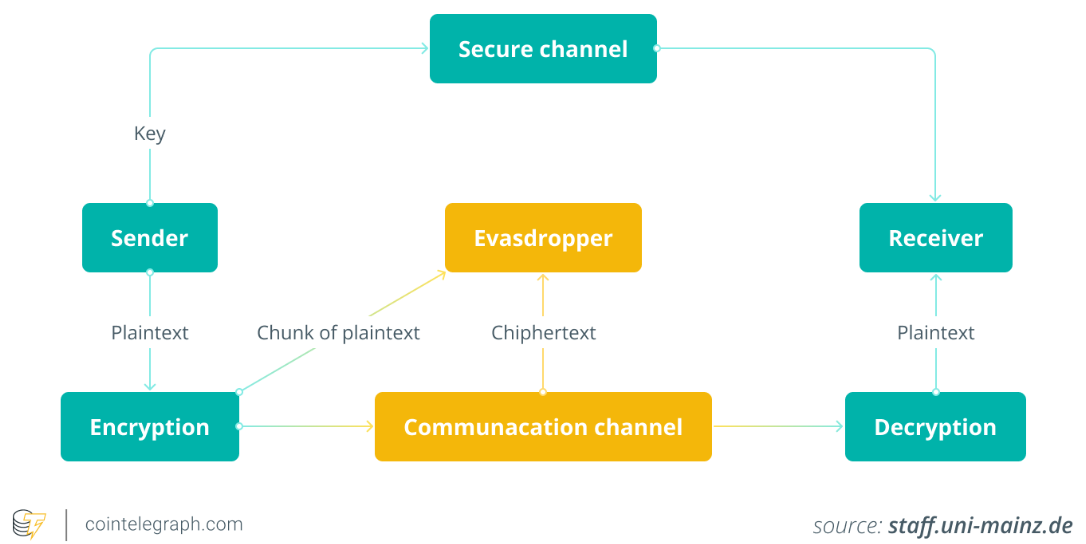 Secure channel
Key
Sender
Evasdropper
Receiver
Plaintext
Chunk of plaintext
Chiphertext
Plaintext
Encryption
Communacation channel
Decryption
cointelegraph.com
source: staff.uni-mainz.de